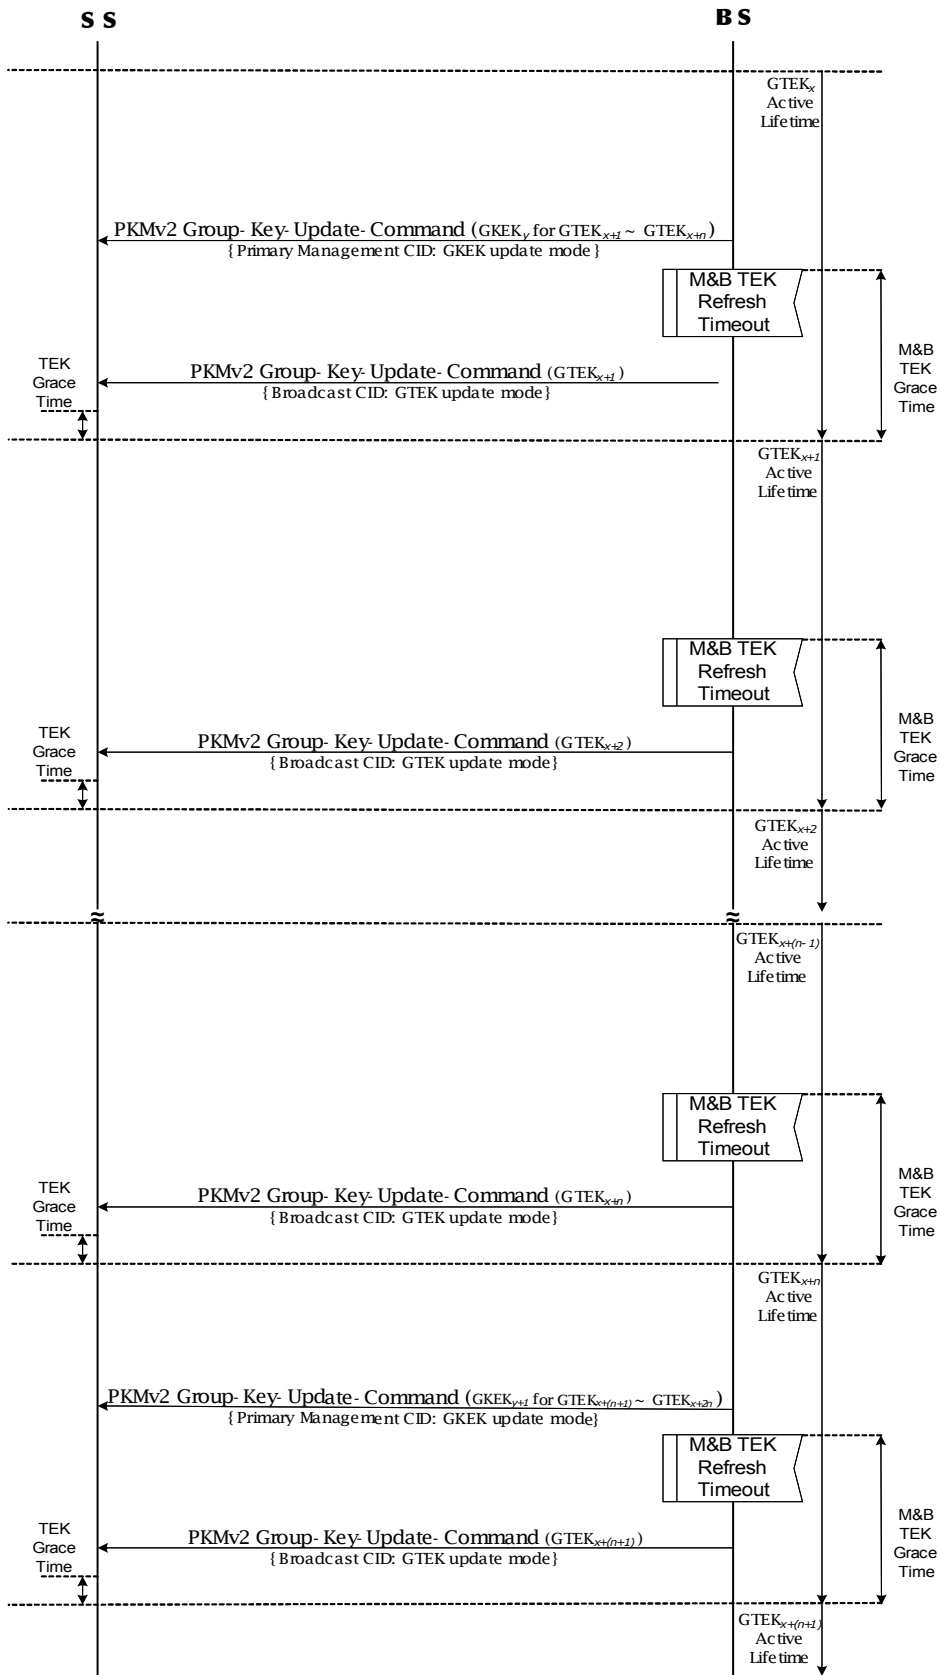 SS BS
GTEKx
Active
Lifetime
PKMv2 Group-Key-Update-Command (GKEKy for GTEKx+1 ~ GTEKx+n)
{Primary Management CID: GKEK update mode}
M&B TEK
Refresh
Timeout
TEK
Grace
Time
PKMv2 Group-Key-Update-Command (GTEKx+1)
{Broadcast CID: GTEK update mode}
M&B
TEK
Grace
Time
GTEKx+1
Active
Lifetime
M&B TEK
Refresh
Timeout
TEK
Grace
Time
PKMv2 Group-Key-Update-Command (GTEKx+2)
{Broadcast CID: GTEK update mode}
M&B
TEK
Grace
Time
GTEKx+2
Active
Lifetime
≈ ≈
GTEKx+(n-1)
Active
Lifetime
M&B TEK
Refresh
Timeout
TEK
Grace
Time
PKMv2 Group-Key-Update-Command (GTEKx+n)
{Broadcast CID: GTEK update mode}
M&B
TEK
Grace
Time
GTEKx+n
Active
Lifetime
PKMv2 Group-Key-Update-Command (GKEKy+1 for GTEKx+(n+1) ~ GTEKx+2n)
{Primary Management CID: GKEK update mode}
M&B TEK
Refresh
Timeout
TEK
Grace
Time
PKMv2 Group-Key-Update-Command (GTEKx+(n+1))
{Broadcast CID: GTEK update mode}
M&B
TEK
Grace
Time
GTEKx+(n+1)
Active
Lifetime